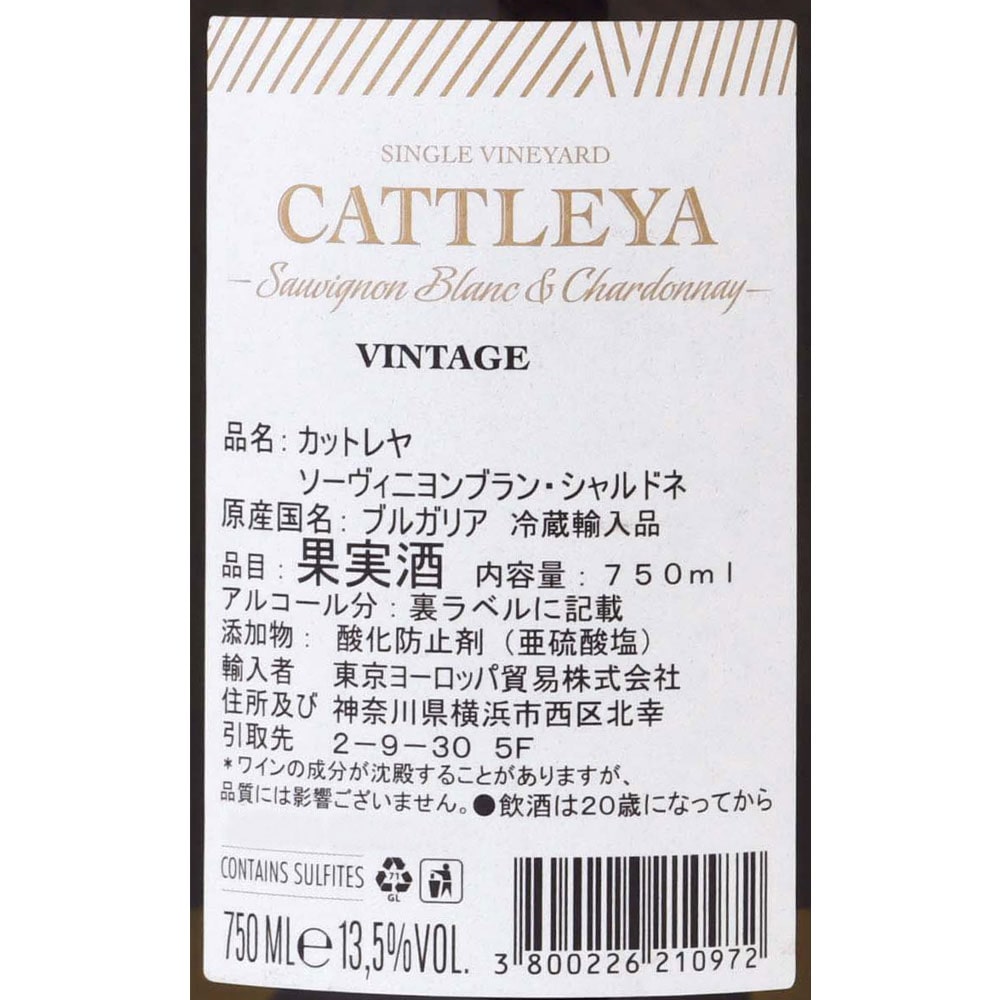 SINGLE VINEYARD
CATTLEYA
Sauvignon Blanc & Chardonnay
VINTAGE
品名：カットレヤ
ソーヴィニヨンブラン・シャルドネ
原産国名：ブルガリア 冷蔵輸入品
品目：果実酒 内容量：７５０ｍｌ
アルコール分：裏ラベルに記載
添加物： 酸化防止剤（亜硫酸塩）
輸入者 東京ヨーロッパ貿易株式会社
住所及び 神奈川県横浜市西区北幸
引取先 2－9－30 5F
*ワインの成分が沈殿することがありますが、
品質には影響ございません。●飲酒は20歳になってから
CONTAINS SULFITES 71 GL
750 ML e 13,5%VOL.
3 800226 210972